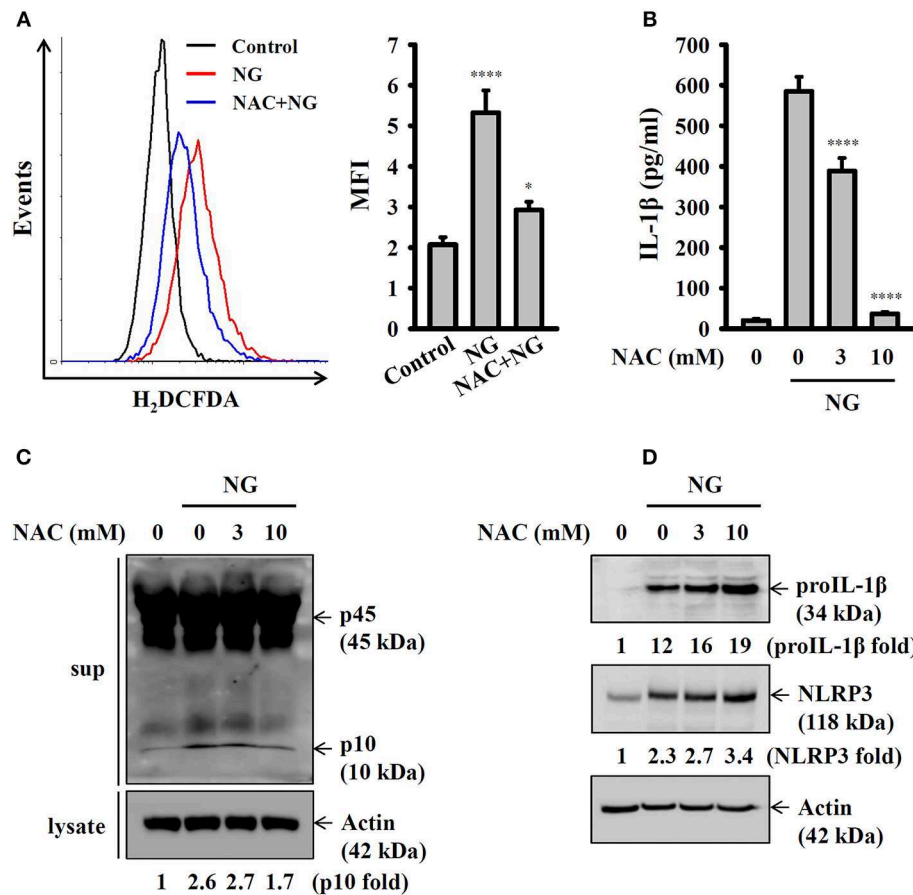 A
Control
NG
NAC+NG
Events
H₂DCFDA
MFI
7
6
5
4
3
2
1
0
****
*
Control
NG
NAC+NG
B
IL-1β (pg/ml)
700
600
500
400
300
200
100
0
****
****
NAC (mM) 0 0 3 10
NG
C
NG
NAC (mM) 0 0 3 10
sup
p45
(45 kDa)
p10
(10 kDa)
lysate
Actin
(42 kDa)
1 2.6 2.7 1.7 (p10 fold)
D
NG
NAC (mM) 0 0 3 10
proIL-1β
(34 kDa)
1 12 16 19 (proIL-1β fold)
NLRP3
(118 kDa)
1 2.3 2.7 3.4 (NLRP3 fold)
Actin
(42 kDa)